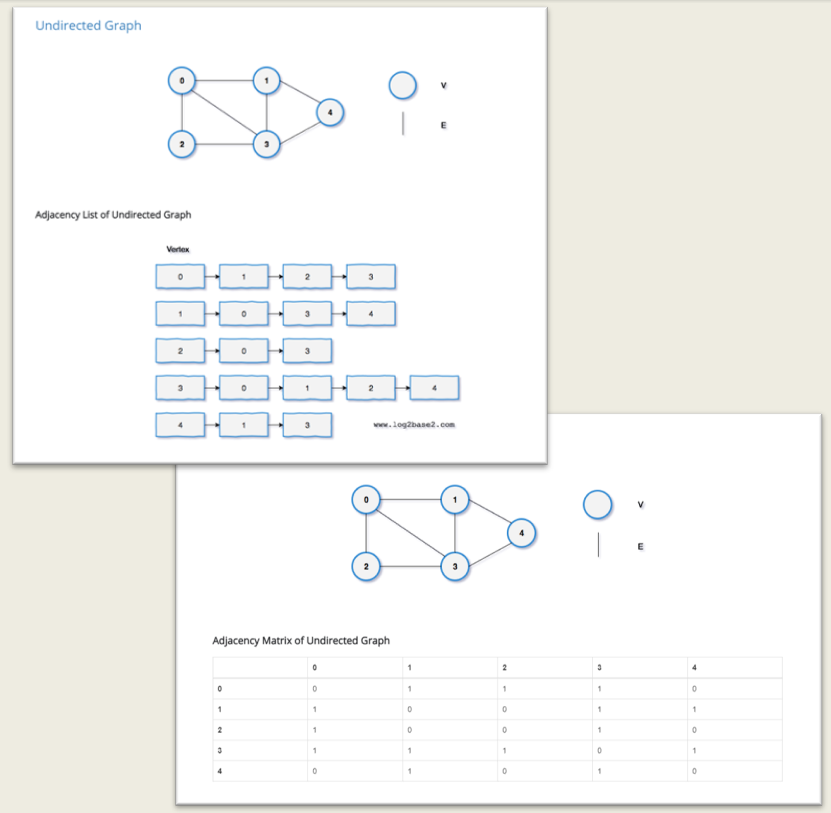 Undirected Graph
0 1 V
4
E
2 3
Adjacency List of Undirected Graph
Vertex
0 1 2 3
1 0 3 4
2 0 3
3 0 1 2 4
4 1 3 www.log2base2.com
0 1 V
4
E
2 3
Adjacency Matrix of Undirected Graph
0 1 2 3 4
0 0 1 1 1 0
1 1 0 0 1 1
2 1 0 0 1 0
3 1 1 1 0 1
4 0 1 0 1 0